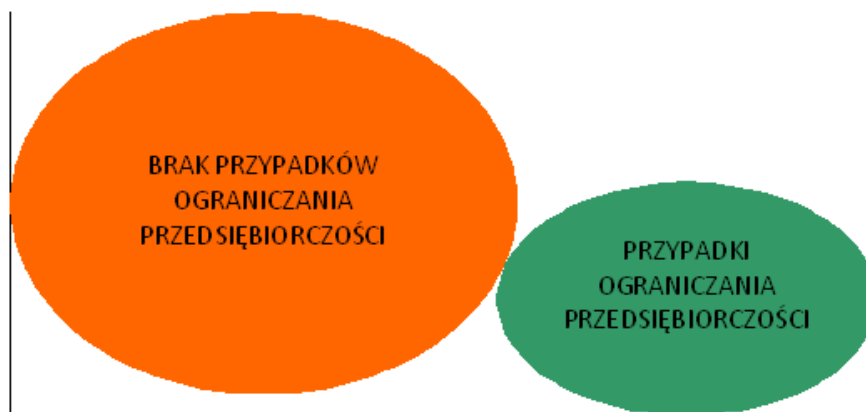 BRAK PRZYPADKÓW
OGRANICZANIA
PRZEDSIĘBIORCZOŚCI
PRZYPADKI
OGRANICZANIA
PRZEDSIĘBIORCZOŚCI